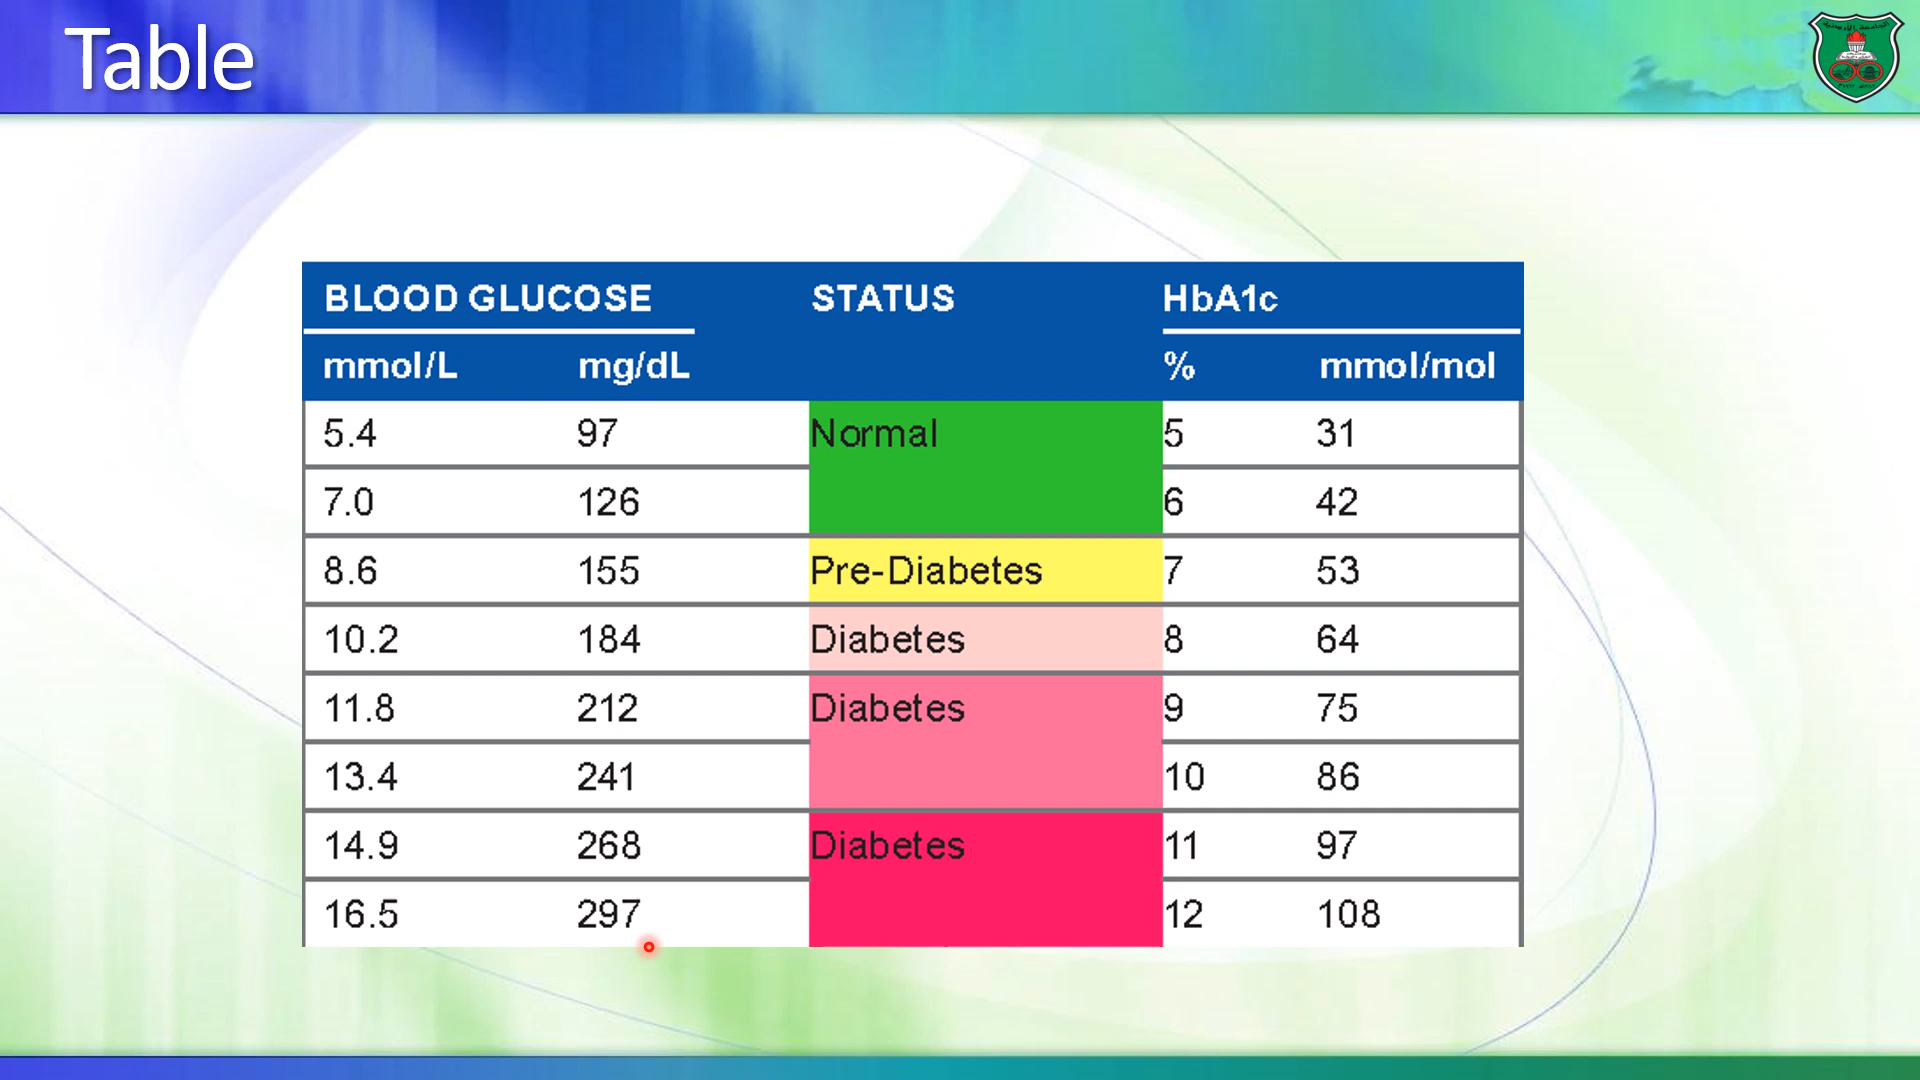 Table
BLOOD GLUCOSE STATUS HbA1c
mmol/L mg/dL % mmol/mol
5.4 97 Normal 5 31
7.0 126 6 42
8.6 155 Pre-Diabetes 7 53
10.2 184 Diabetes 8 64
11.8 212 Diabetes 9 75
13.4 241 10 86
14.9 268 Diabetes 11 97
16.5 297 12 108